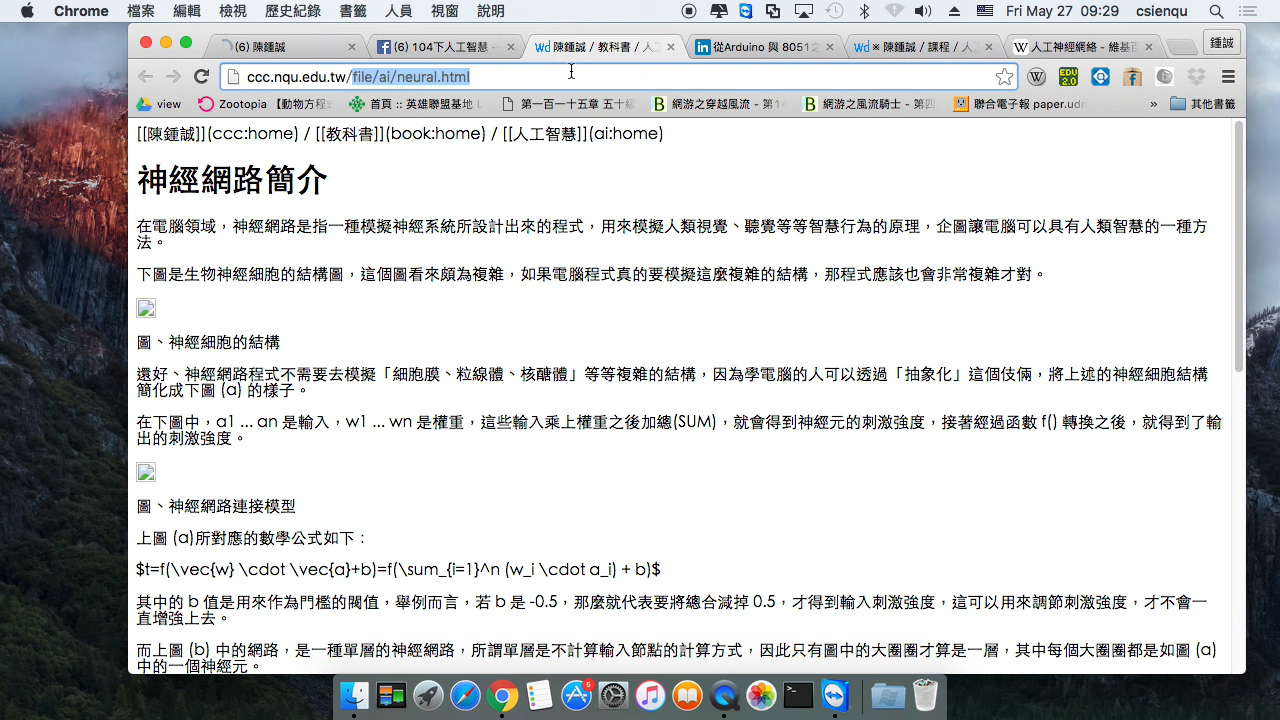 Chrome 檔案 編輯 檢視 歷史紀錄 書籤 人員 視窗 說明 Fri May 27 09:29 csienqu
(6) 陳鍾誠 (6) 104下人工智慧 - 陳鍾誠 / 教科書 / 人工 從Arduino 與 8051 ※ 陳鍾誠 / 課程 / 人工 人工神經網絡 - 維基百 鍾誠
ccc.nqu.edu.tw/file/ai/neural.html
view Zootopia【動物方程式 首頁 :: 英雄聯盟基地 第一百一十五章 五十級 網游之穿越風流 - 第14 網游之風流騎士 - 第四 聯合電子報 paper.udn » 其他書籤
[[陳鍾誠]](ccc:home) / [[教科書]](book:home) / [[人工智慧]](ai:home)
神經網路簡介
在電腦領域，神經網路是指一種模擬神經系統所設計出來的程式，用來模擬人類視覺、聽覺等等智慧行為的原理，企圖讓電腦可以具有人類智慧的一種方
法。
下圖是生物神經細胞的結構圖，這個圖看來頗為複雜，如果電腦程式真的要模擬這麼複雜的結構，那程式應該也會非常複雜才對。
圖、神經細胞的結構
還好、神經網路程式不需要去模擬「細胞膜、粒線體、核醣體」等等複雜的結構，因為學電腦的人可以透過「抽象化」這個伎倆，將上述的神經細胞結構
簡化成下圖 (a) 的樣子。
在下圖中，a1 ... an 是輸入，w1 ... wn 是權重，這些輸入乘上權重之後加總(SUM)，就會得到神經元的刺激強度，接著經過函數 f() 轉換之後，就得到了輸
出的刺激強度。
圖、神經網路連接模型
上圖 (a)所對應的數學公式如下：
$t=f(\vec{w} \cdot \vec{a}+b)=f(\sum_{i=1}^n (w_i \cdot a_i) + b)$
其中的 b 值是用來作為門檻的閥值，舉例而言，若 b 是 -0.5，那麼就代表要將總合減掉 0.5，才得到輸入刺激強度，這可以用來調節刺激強度，才不會一
直增強上去。
而上圖 (b) 中的網路，是一種單層的神經網路，所謂單層是不計算輸入節點的計算方式，因此只有圖中的大圈圈才算是一層，其中每個大圈圈都是如圖 (a)
中的一個神經元。